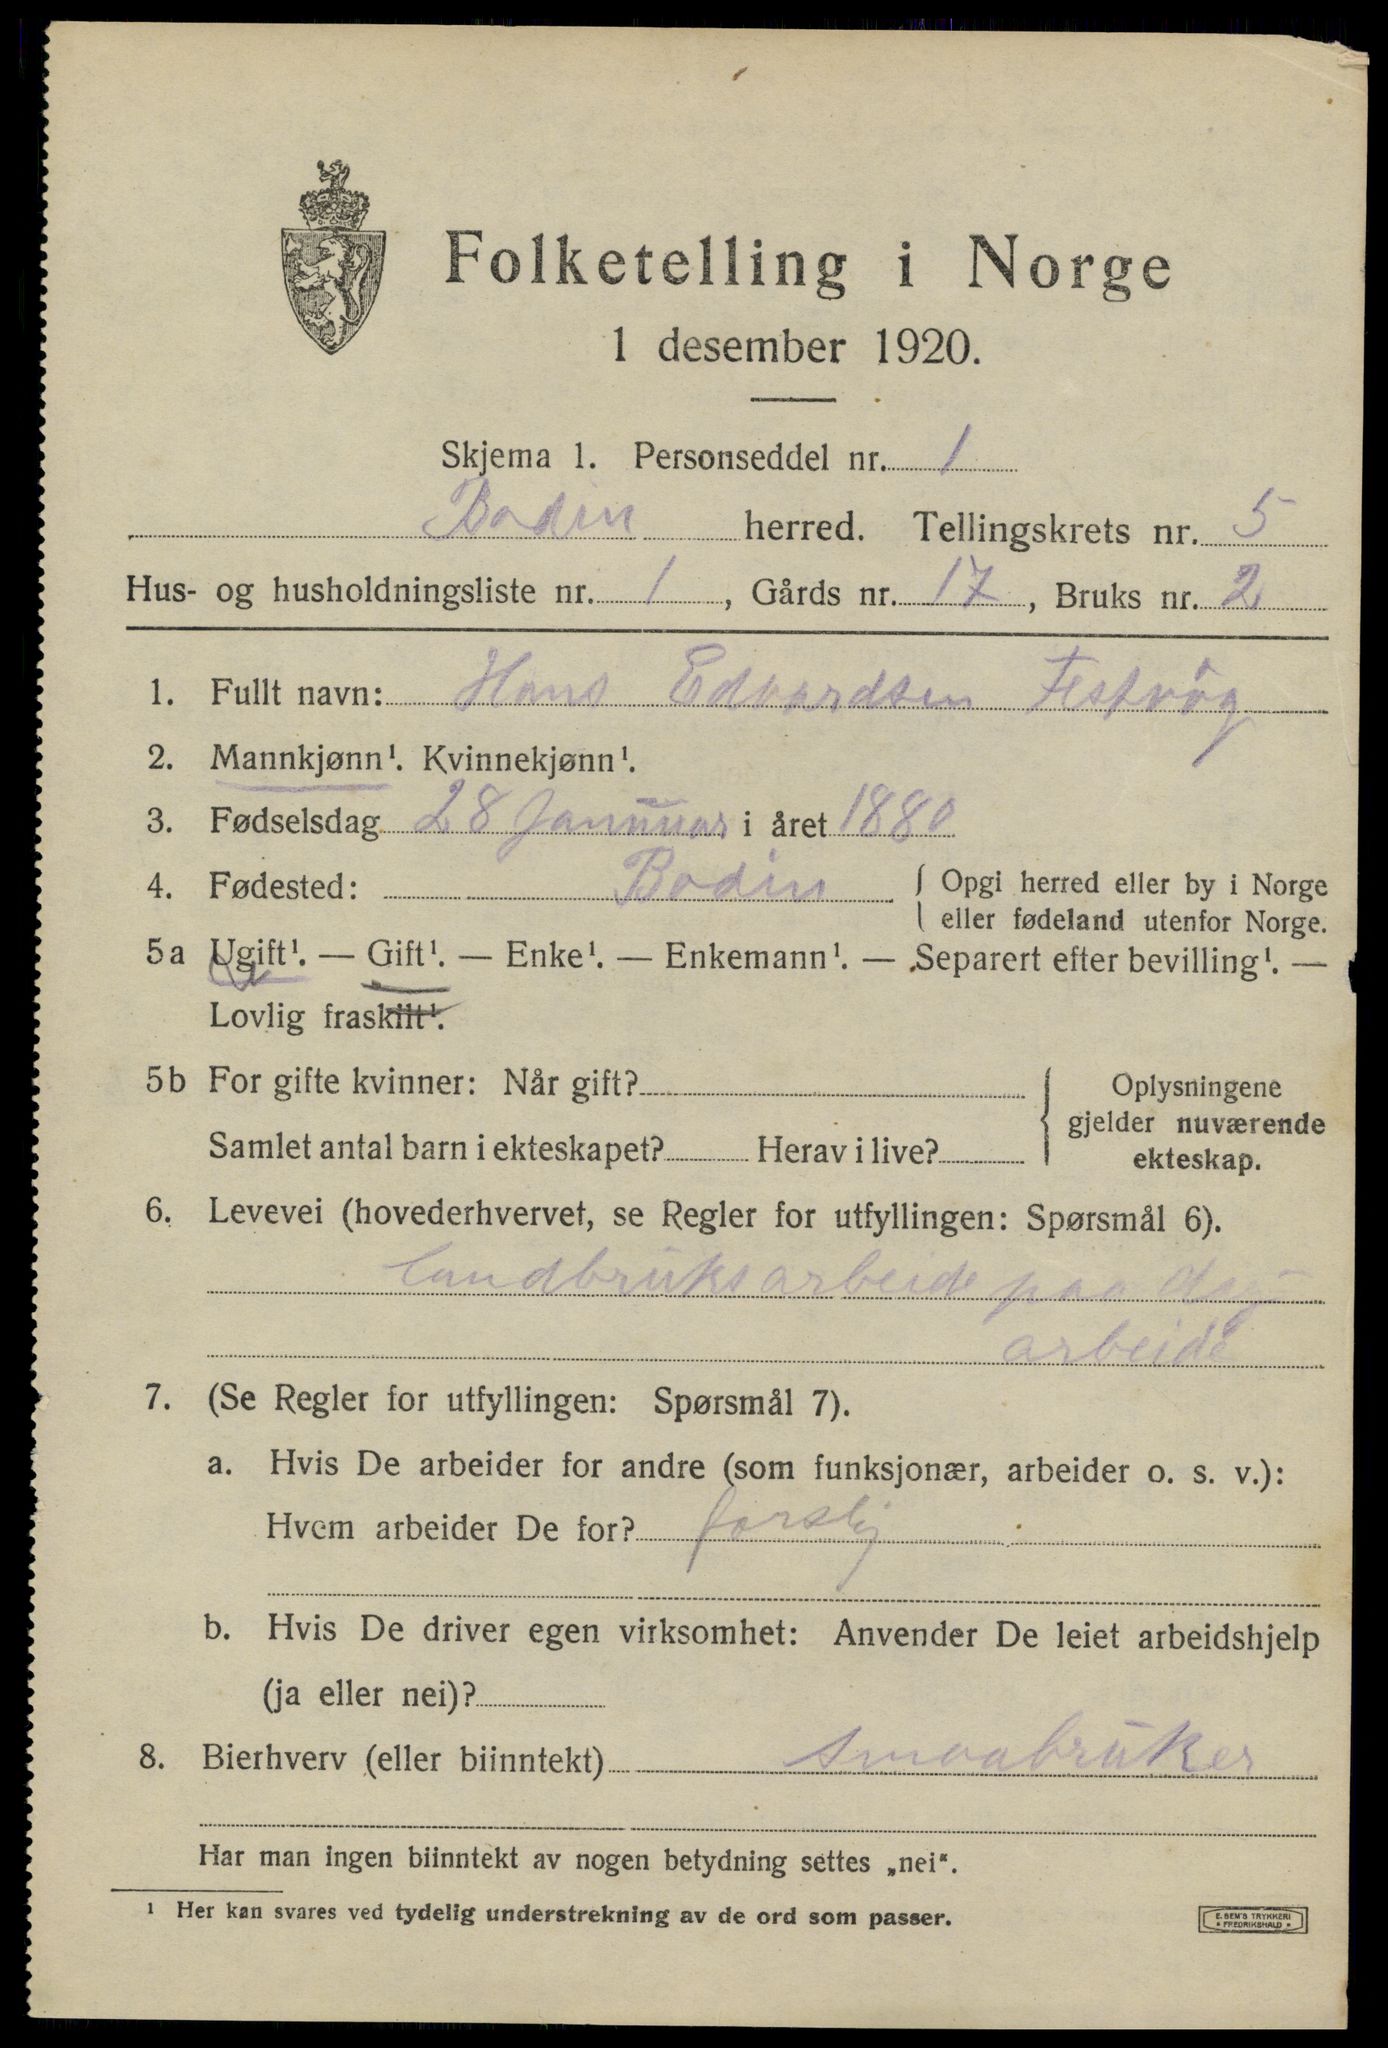 Folketelling i Norge
1 desember 1920.
Skjema 1. Personseddel nr. 1
Bodin herred. Tellingskrets nr. 5
Hus- og husholdningsliste nr. 1, Gårds nr. 17, Bruks nr. 2
1. Fullt navn: Hans Edvardsen Festvåg
2. Mannkjønn¹. Kvinnekjønn¹.
3. Fødselsdag 28 Januuar i året 1880
4. Fødested: Bodin { Opgi herred eller by i Norge
eller fødeland utenfor Norge.
5a Ugift¹. — Gift¹. — Enke¹. — Enkemann¹. — Separert efter bevilling¹. —
Lovlig fraskilt¹.
5b For gifte kvinner: Når gift? { Oplysningene
gjelder nuværende
Samlet antal barn i ekteskapet? Herav i live? ekteskap.
6. Levevei (hovederhvervet, se Regler for utfyllingen: Spørsmål 6).
landbruksarbeide paa dag
arbeide
7. (Se Regler for utfyllingen: Spørsmål 7).
a. Hvis De arbeider for andre (som funksjonær, arbeider o. s. v.):
Hvem arbeider De for?
b. Hvis De driver egen virksomhet: Anvender De leiet arbeidshjelp
(ja eller nei)?
8. Bierhverv (eller biinntekt) smaabruker
Har man ingen biinntekt av nogen betydning settes „nei".
¹ Her kan svares ved tydelig understrekning av de ord som passer.
E. SEM'S TRYKKERI
* FREDRIKSHALD *